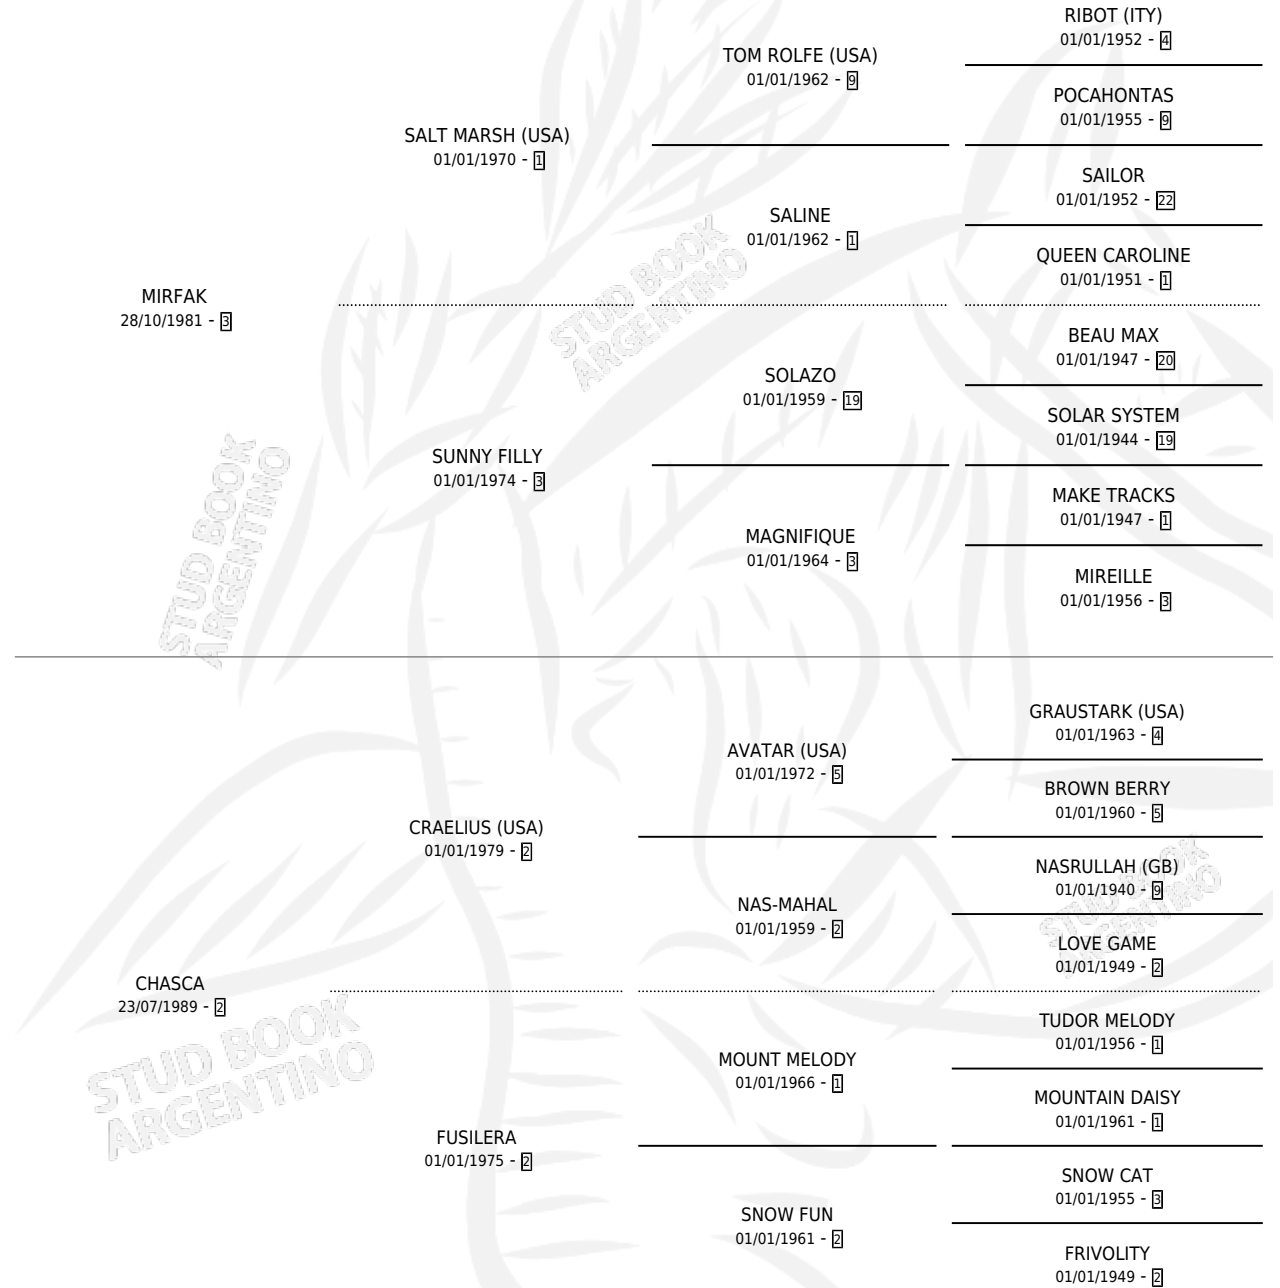 RIBOT (ITY)
01/01/1952 - 4
TOM ROLFE (USA)
01/01/1962 - 9
POCAHONTAS
01/01/1955 - 9
SALT MARSH (USA)
01/01/1970 - 1
SAILOR
01/01/1952 - 22
SALINE
01/01/1962 - 1
QUEEN CAROLINE
01/01/1951 - 1
MIRFAK
28/10/1981 - 3
STUD BOOK
ARGENTINO
BEAU MAX
01/01/1947 - 20
SOLAZO
01/01/1959 - 19
SOLAR SYSTEM
01/01/1944 - 19
SUNNY FILLY
01/01/1974 - 3
MAKE TRACKS
01/01/1947 - 1
MAGNIFIQUE
01/01/1964 - 3
MIREILLE
01/01/1956 - 3
STUD BOOK
ARGENTINO
GRAUSTARK (USA)
01/01/1963 - 4
AVATAR (USA)
01/01/1972 - 5
BROWN BERRY
01/01/1960 - 5
CRAELIUS (USA)
01/01/1979 - 2
NASRULLAH (GB)
01/01/1940 - 9
NAS-MAHAL
01/01/1959 - 2
LOVE GAME
01/01/1949 - 2
STUD BOOK
ARGENTINO
CHASCA
23/07/1989 - 2
TUDOR MELODY
01/01/1956 - 1
MOUNT MELODY
01/01/1966 - 1
MOUNTAIN DAISY
01/01/1961 - 1
STUD BOOK
ARGENTINO
FUSILERA
01/01/1975 - 2
SNOW CAT
01/01/1955 - 3
SNOW FUN
01/01/1961 - 2
FRIVOLITY
01/01/1949 - 2